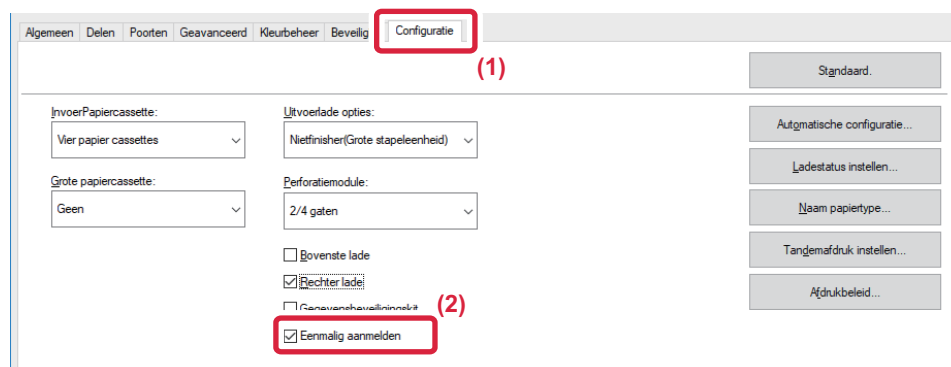 Algemeen Delen Poorten Geavanceerd Kleurbeheer Beveilig Configuratie
(1)
Standaard.
InvoerPapiercassette: Uitvoerlade opties:
Vier papier cassettes Nietfinisher(Grote stapeleenheid) Automatische configuratie...
Ladestatus instellen...
Grote papiercassette: Perforatiemodule:
Geen 2/4 gaten Naam papiertype...
Bovenste lade Tandemafdruk instellen...
Rechter lade Afdrukbeleid...
Gegevensbeveiligingskit (2)
Eenmalig aanmelden